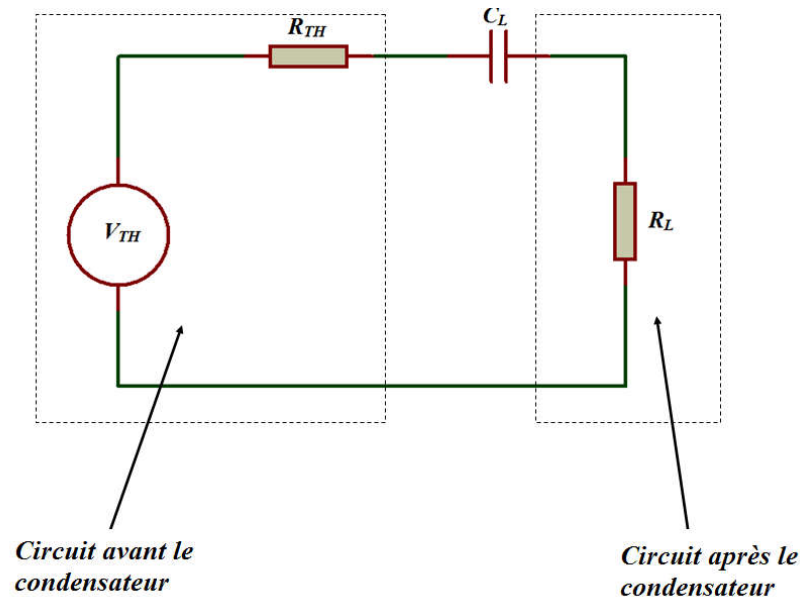 R_TH
C_L
V_TH
R_L
Circuit avant le
condensateur
Circuit après le
condensateur